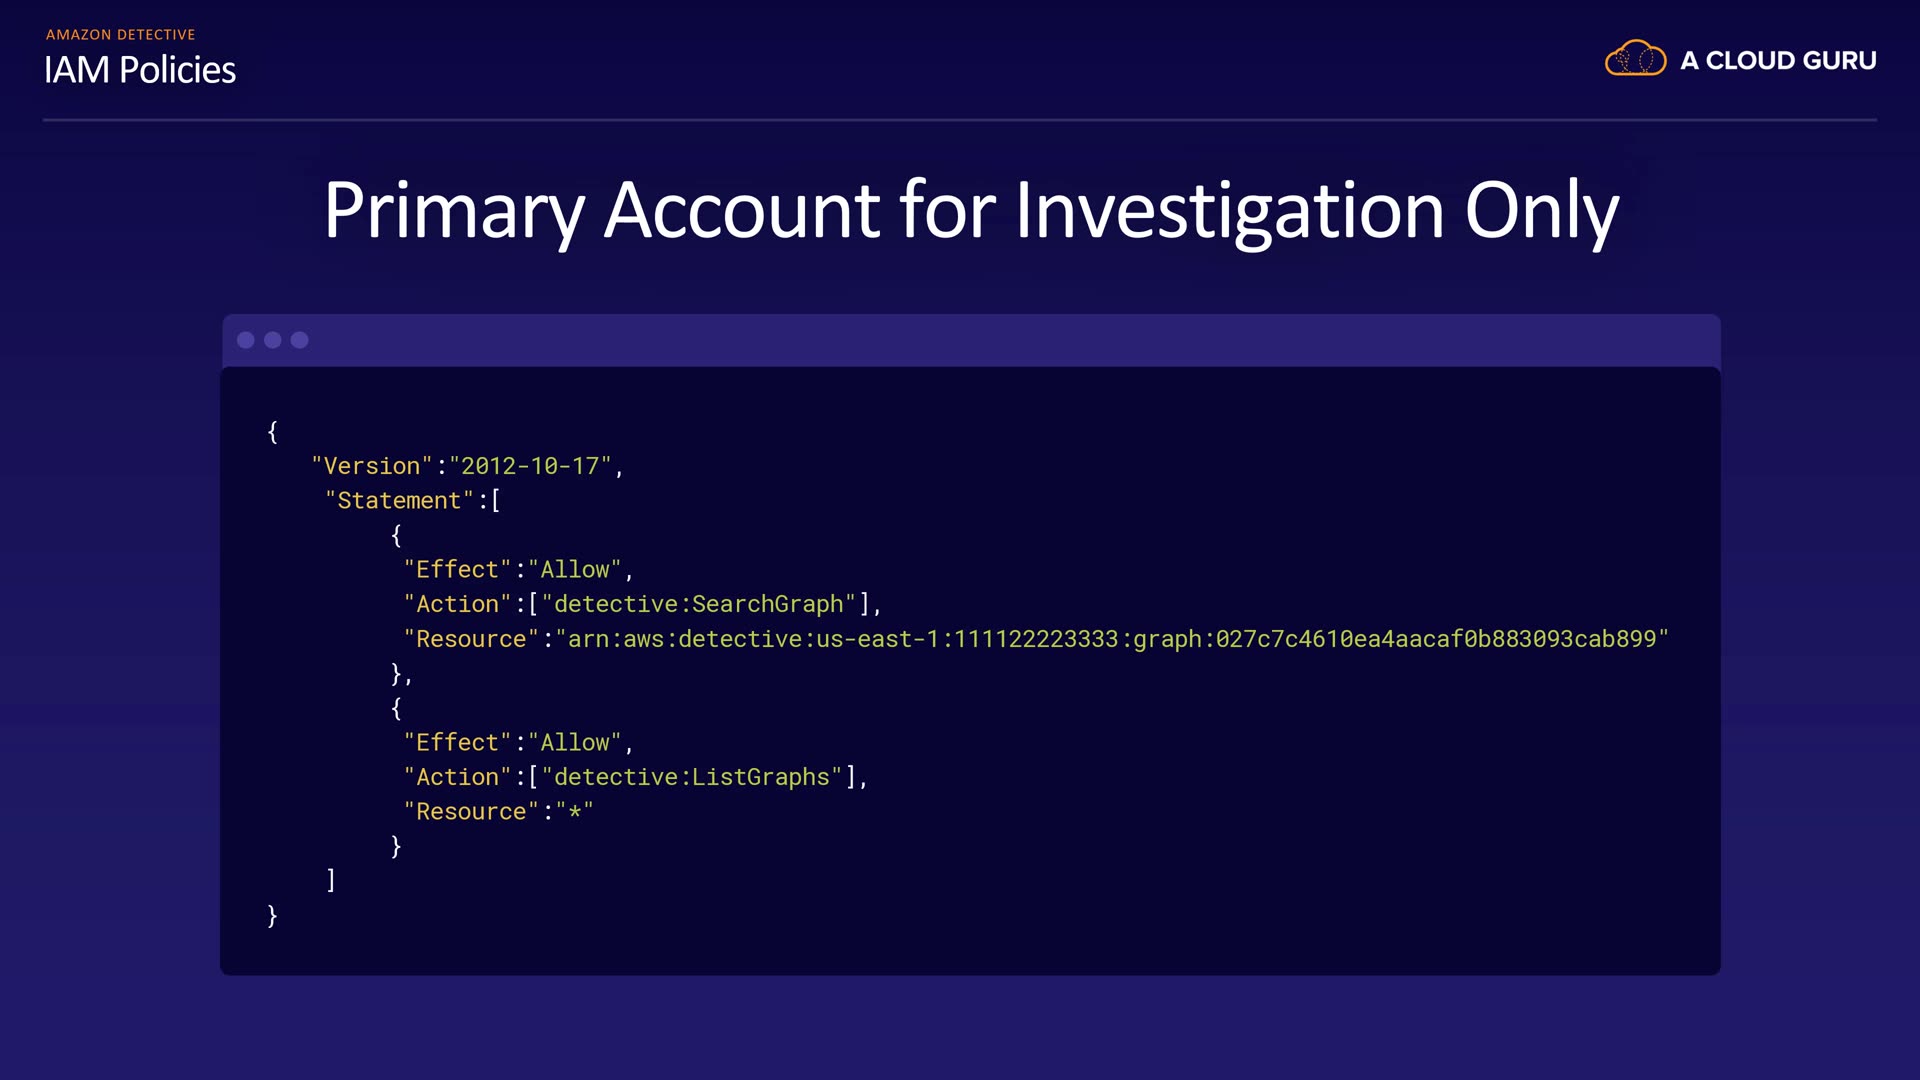 AMAZON DETECTIVE
IAM Policies
A CLOUD GURU
Primary Account for Investigation Only
{
"Version":"2012-10-17",
"Statement":[
{
"Effect":"Allow",
"Action":["detective:SearchGraph"],
"Resource":"arn:aws:detective:us-east-1:111122223333:graph:027c7c4610ea4aacaf0b883093cab899"
},
{
"Effect":"Allow",
"Action":["detective:ListGraphs"],
"Resource":"*"
}
]
}